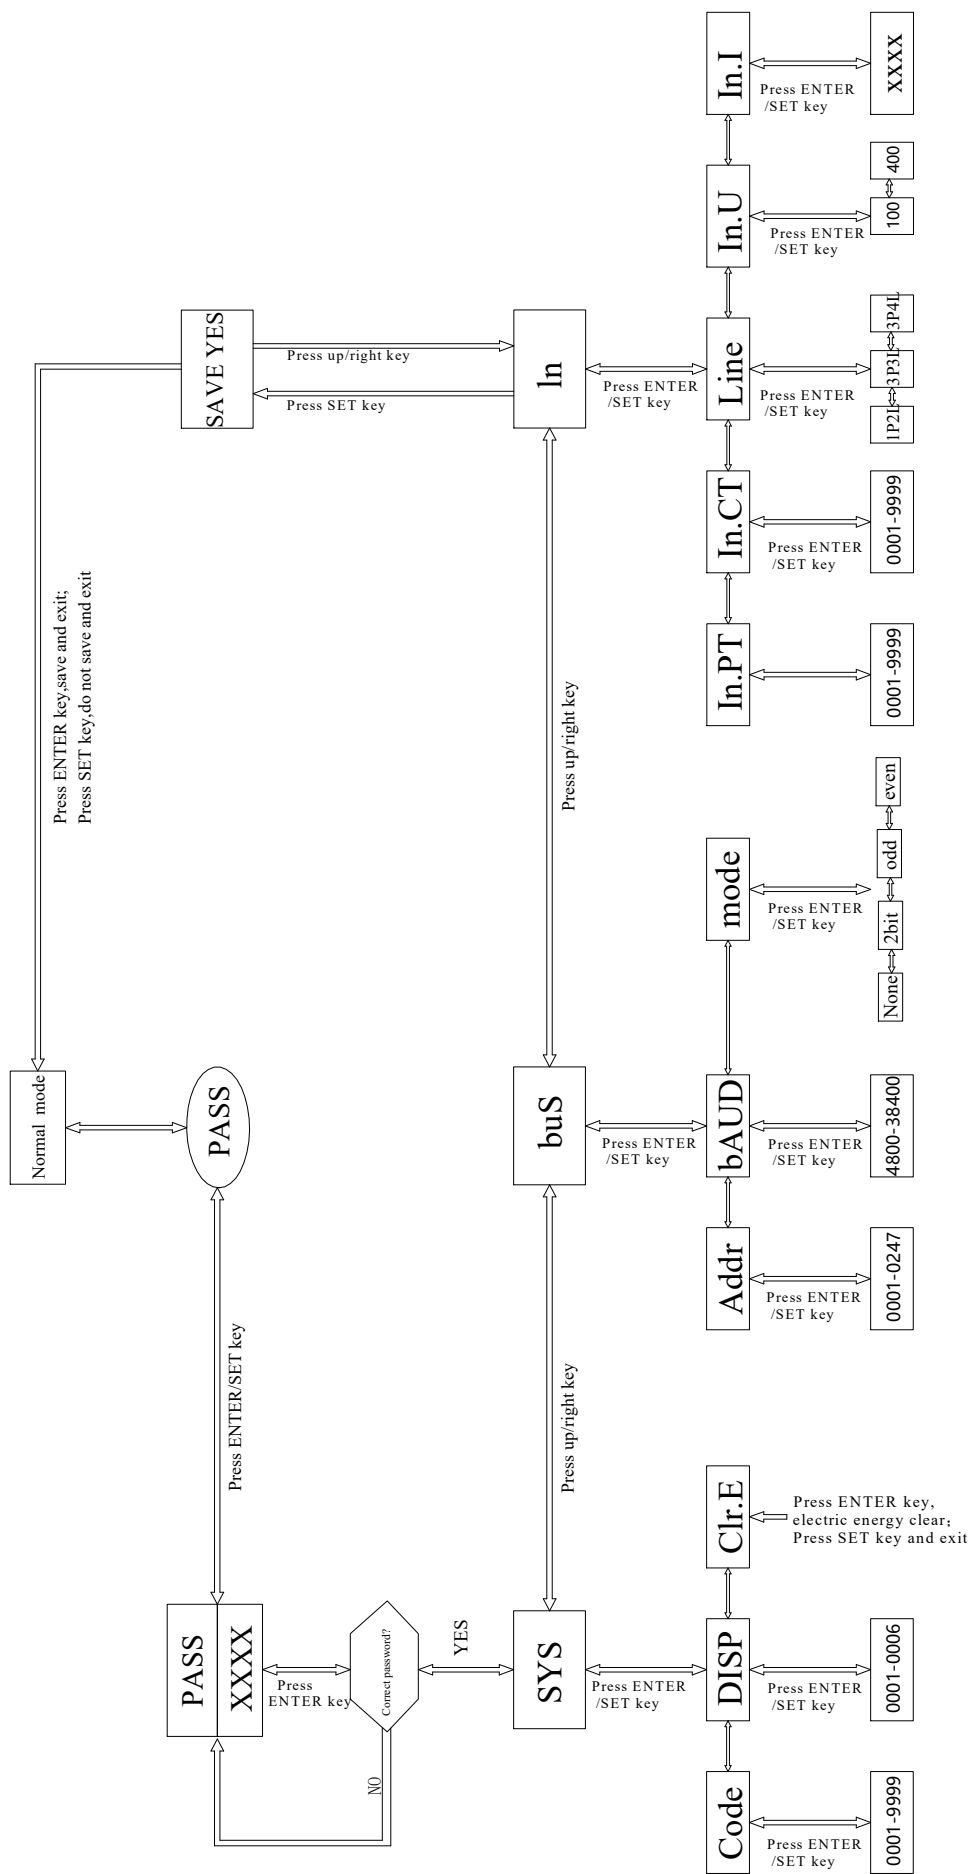 Normal mode
Press ENTER key,save and exit;
Press SET key,do not save and exit
PASS
Press ENTER/SET key
PASS
XXXX
Press
ENTER key
Correct password?
NO
YES
SAVE YES
Press up/right key
Press SET key
SYS
Press up/right key
buS
Press up/right key
In
Press ENTER
/SET key
Press ENTER
/SET key
Press ENTER
/SET key
Code
DISP
Clr.E
Press ENTER key,
electric energy clear;
Press SET key and exit
Addr
bAUD
mode
In.PT
In.CT
Line
In.U
In.I
Press ENTER
/SET key
Press ENTER
/SET key
Press ENTER
/SET key
Press ENTER
/SET key
Press ENTER
/SET key
Press ENTER
/SET key
Press ENTER
/SET key
Press ENTER
/SET key
Press ENTER
/SET key
0001-9999
0001-0006
0001-0247
4800-38400
None
2bit
odd
even
0001-9999
0001-9999
1P2L
3P3L
3P4L
100
400
XXXX